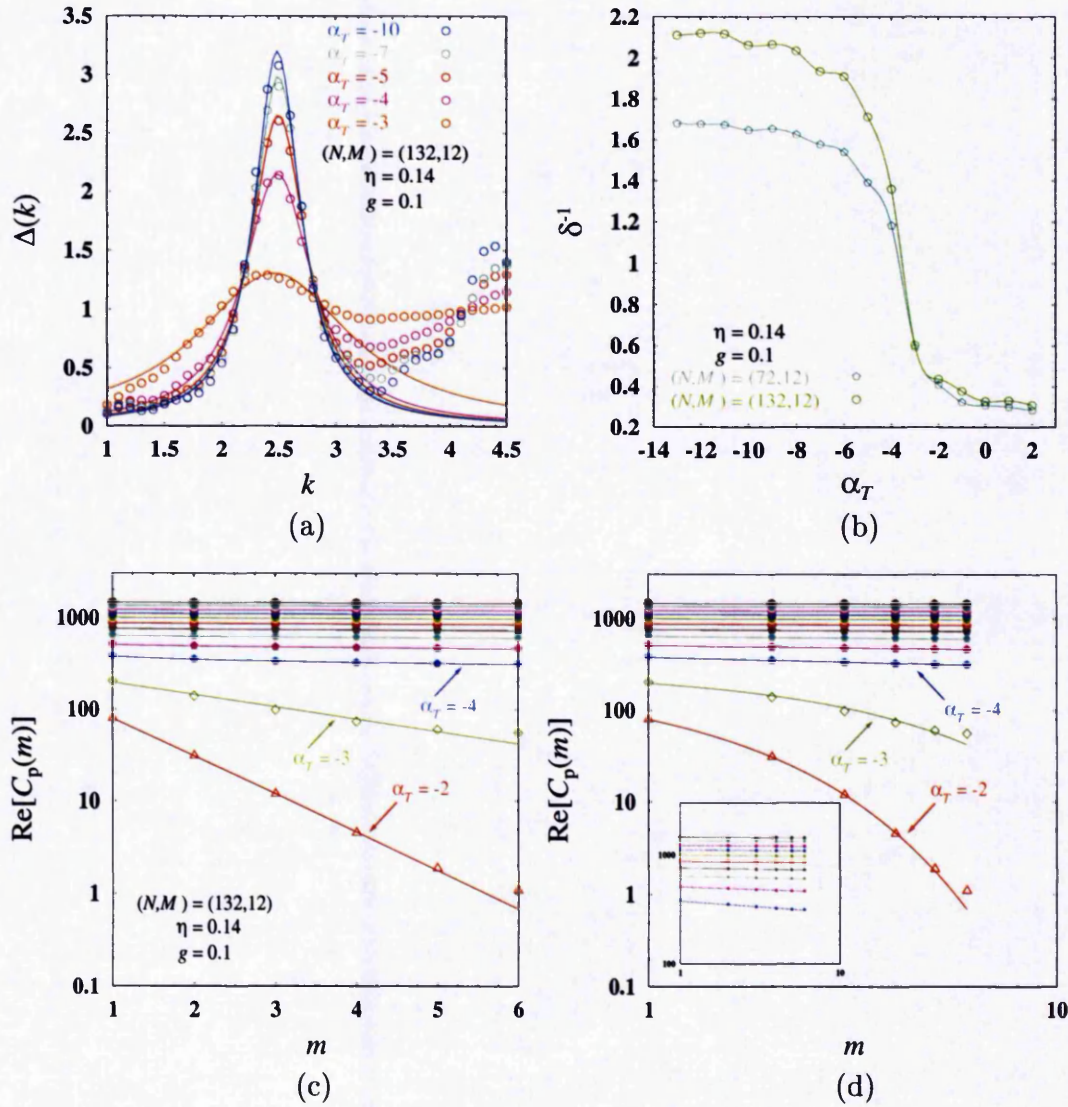 3.5
3
2.5
2
1.5
1
0.5
0
Δ(k)
α_T = -10
α_T = -7
α_T = -5
α_T = -4
α_T = -3
(N,M) = (132,12)
η = 0.14
g = 0.1
1 1.5 2 2.5 3 3.5 4 4.5
k
(a)
2.2
2
1.8
1.6
1.4
1.2
1
0.8
0.6
0.4
0.2
δ⁻¹
η = 0.14
g = 0.1
(N,M) = (72,12)
(N,M) = (132,12)
-14 -12 -10 -8 -6 -4 -2 0 2
α_T
(b)
1000
100
10
1
0.1
Re[C_p(m)]
α_T = -4
α_T = -3
α_T = -2
(N,M) = (132,12)
η = 0.14
g = 0.1
1 2 3 4 5 6
m
(c)
1000
100
10
1
0.1
Re[C_p(m)]
α_T = -4
α_T = -3
α_T = -2
1000
100
1 10
1 10
m
(d)